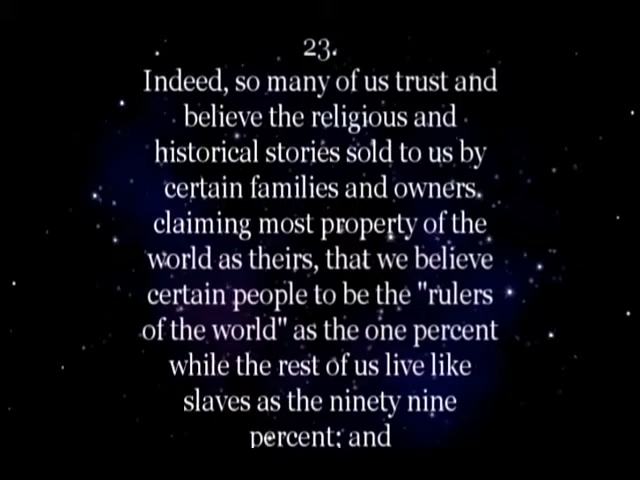 23.
Indeed, so many of us trust and
believe the religious and
historical stories sold to us by
certain families and owners
claiming most property of the
world as theirs, that we believe
certain people to be the "rulers
of the world" as the one percent
while the rest of us live like
slaves as the ninety nine
percent; and